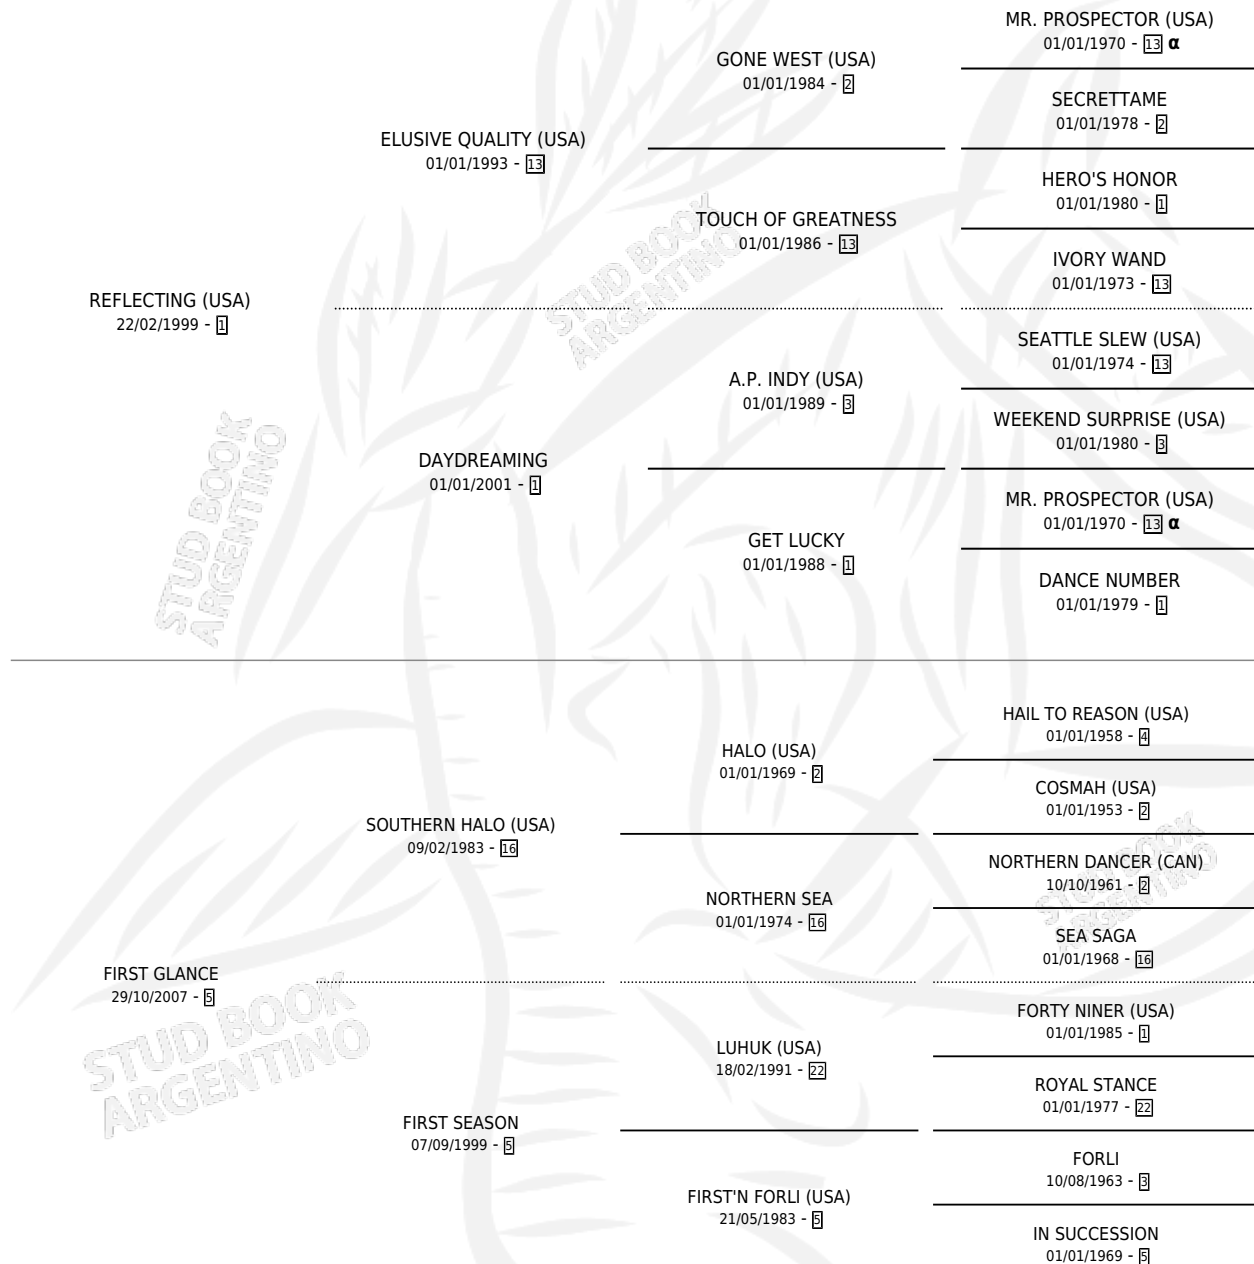 MR. PROSPECTOR (USA)
01/01/1970 - 13 α
GONE WEST (USA)
01/01/1984 - 2
SECRETTAME
01/01/1978 - 2
ELUSIVE QUALITY (USA)
01/01/1993 - 13
HERO'S HONOR
01/01/1980 - 1
TOUCH OF GREATNESS
01/01/1986 - 13
IVORY WAND
01/01/1973 - 13
STUD BOOK
ARGENTINO
REFLECTING (USA)
22/02/1999 - 1
SEATTLE SLEW (USA)
01/01/1974 - 13
A.P. INDY (USA)
01/01/1989 - 3
WEEKEND SURPRISE (USA)
01/01/1980 - 3
DAYDREAMING
01/01/2001 - 1
MR. PROSPECTOR (USA)
01/01/1970 - 13 α
GET LUCKY
01/01/1988 - 1
DANCE NUMBER
01/01/1979 - 1
STUD BOOK
ARGENTINO
HAIL TO REASON (USA)
01/01/1958 - 4
HALO (USA)
01/01/1969 - 2
COSMAH (USA)
01/01/1953 - 2
SOUTHERN HALO (USA)
09/02/1983 - 16
NORTHERN DANCER (CAN)
10/10/1961 - 2
NORTHERN SEA
01/01/1974 - 16
SEA SAGA
01/01/1968 - 16
STUD BOOK
ARGENTINO
FIRST GLANCE
29/10/2007 - 5
FORTY NINER (USA)
01/01/1985 - 1
LUHUK (USA)
18/02/1991 - 22
ROYAL STANCE
01/01/1977 - 22
STUD BOOK
ARGENTINO
FIRST SEASON
07/09/1999 - 5
FORLI
10/08/1963 - 3
FIRST'N FORLI (USA)
21/05/1983 - 5
IN SUCCESSION
01/01/1969 - 5